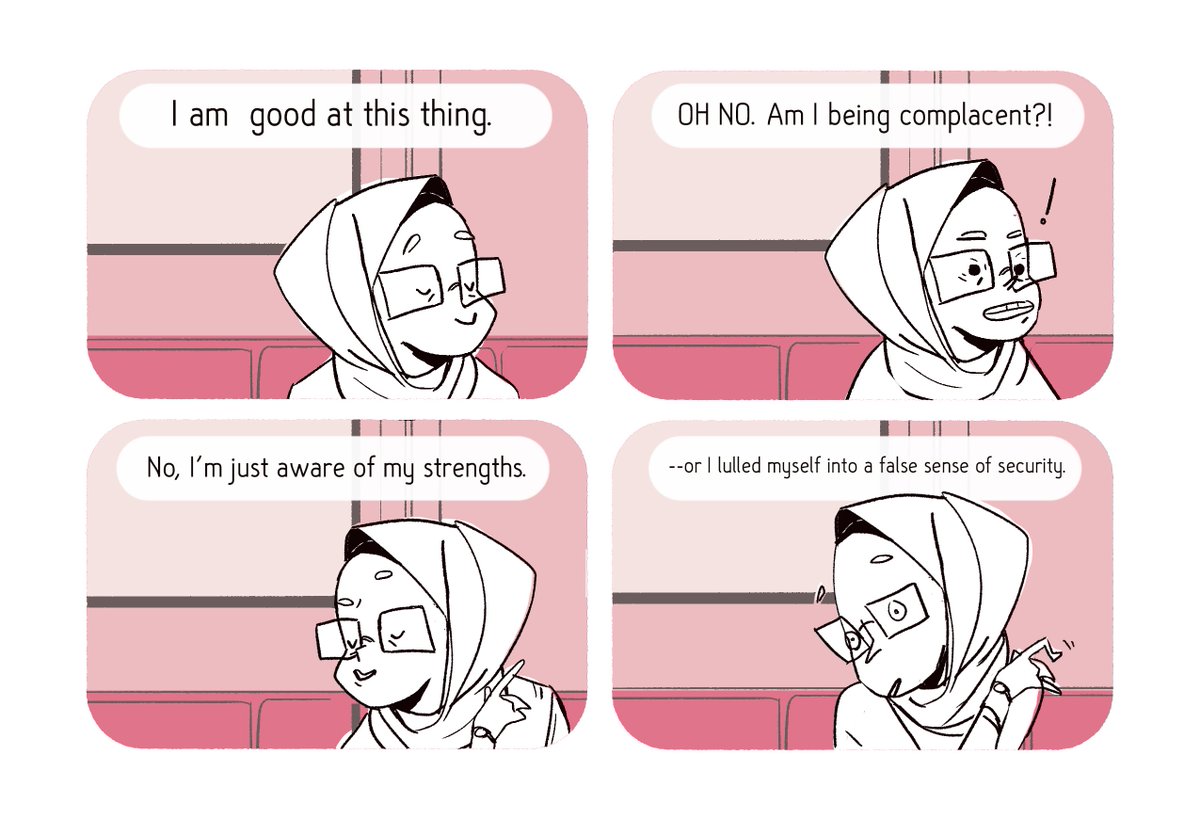 I am good at this thing.
OH NO. Am I being complacent?!
!
No, I'm just aware of my strengths.
--or I lulled myself into a false sense of security.